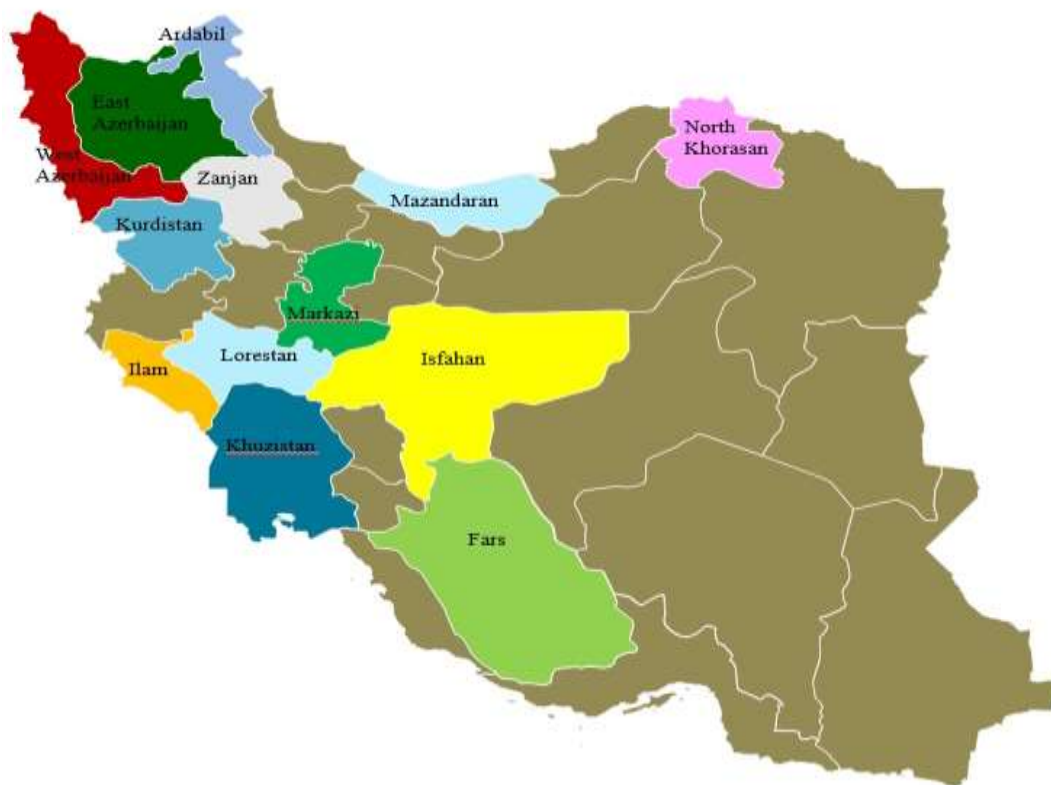 Ardabil
East
Azerbaijan
North
Khorasan
West
Azerbaijan
Zanjan
Mazandaran
Kurdistan
Markazi
Lorestan
Isfahan
Ilam
Khuzistan
Fars